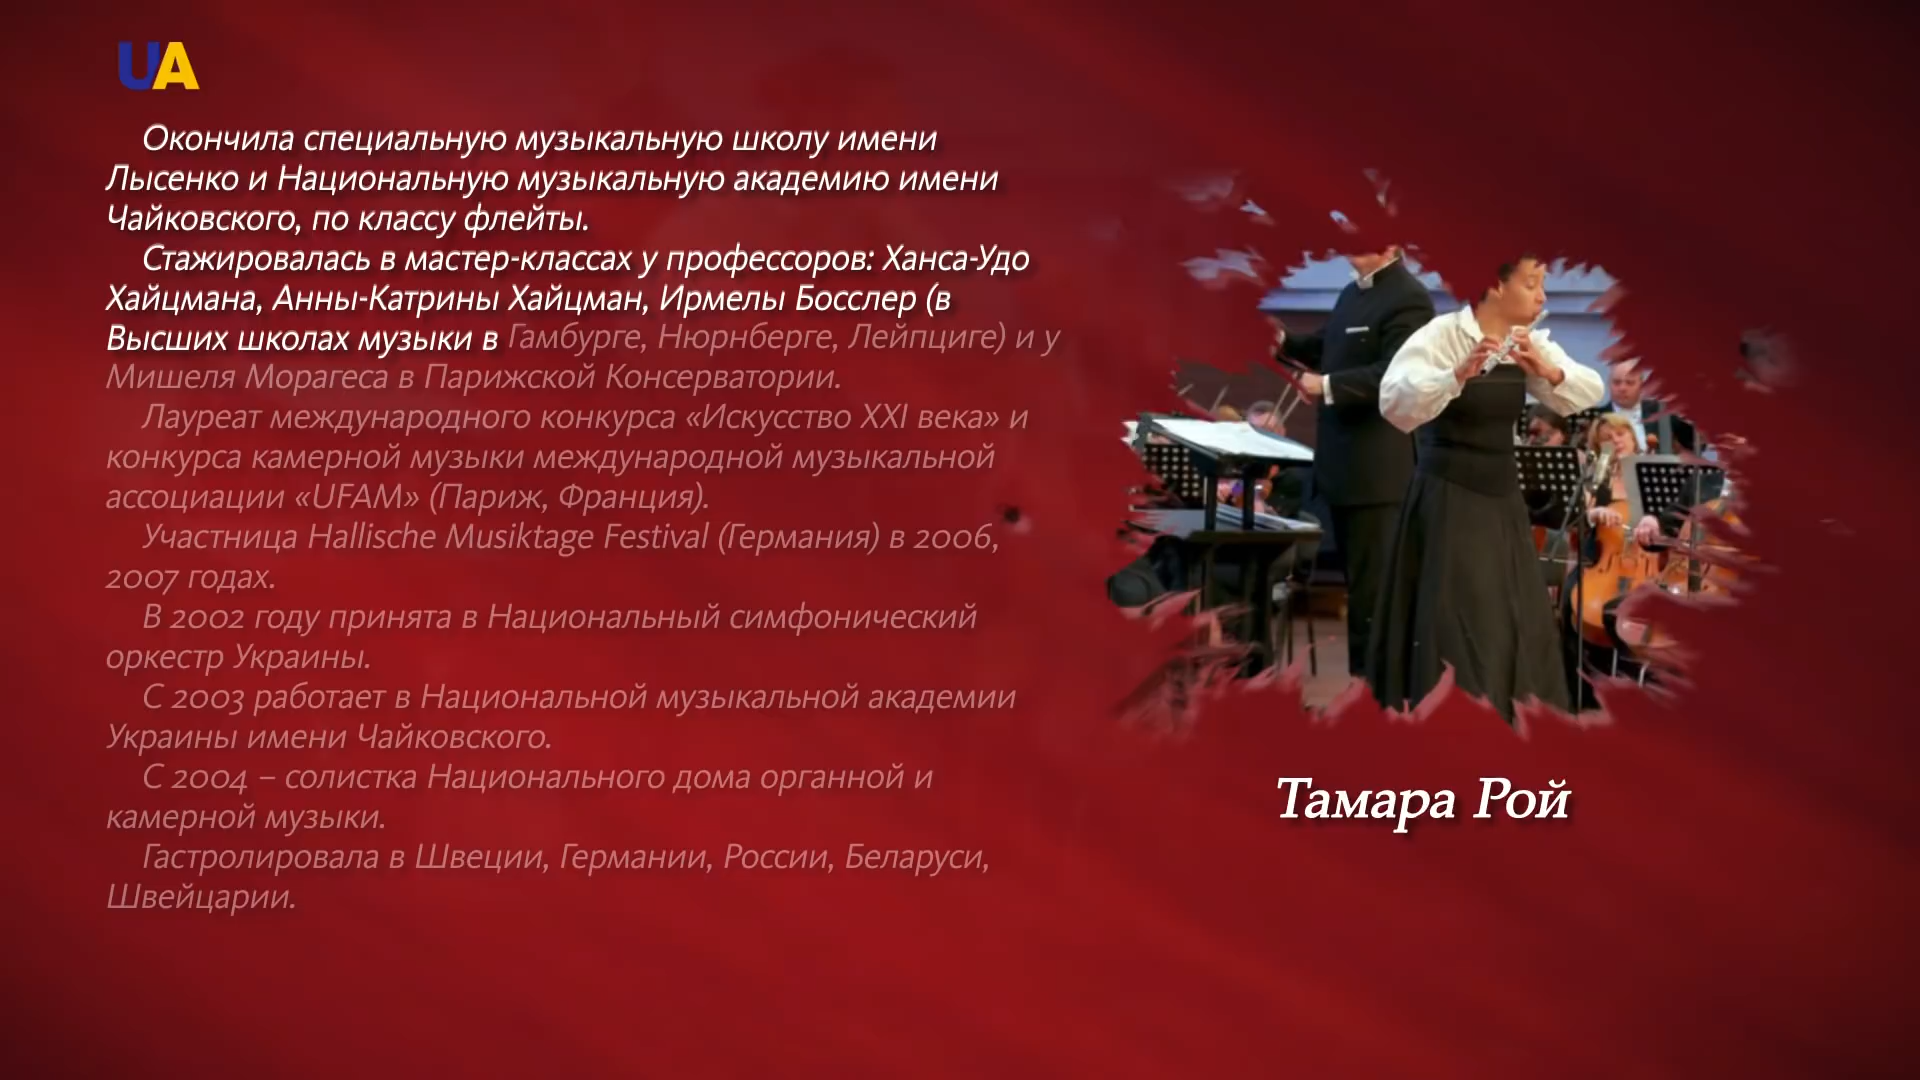 UA
Окончила специальную музыкальную школу имени
Лысенко и Национальную музыкальную академию имени
Чайковского, по классу флейты.
Стажировалась в мастер-классах у профессоров: Ханса-Удо
Хайцмана, Анны-Катрины Хайцман, Ирмелы Босслер (в
Высших школах музыки в Гамбурге, Нюрнберге, Лейпциге) и у
Мишеля Морагеса в Парижской Консерватории.
Лауреат международного конкурса «Искусство XXI века» и
конкурса камерной музыки международной музыкальной
ассоциации «UFAM» (Париж, Франция).
Участница Hallische Musiktage Festival (Германия) в 2006,
2007 годах.
В 2002 году принята в Национальный симфонический
оркестр Украины.
С 2003 работает в Национальной музыкальной академии
Украины имени Чайковского.
С 2004 – солистка Национального дома органной и
камерной музыки.
Гастролировала в Швеции, Германии, России, Беларуси,
Швейцарии.
Тамара Рой